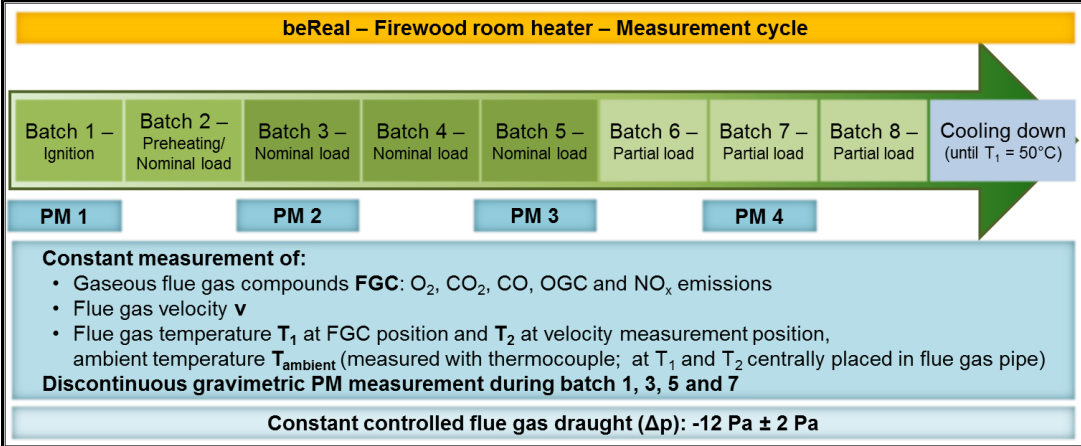 beReal – Firewood room heater – Measurement cycle
Batch 1 –
Ignition
Batch 2 –
Preheating/
Nominal load
Batch 3 –
Nominal load
Batch 4 –
Nominal load
Batch 5 –
Nominal load
Batch 6 –
Partial load
Batch 7 –
Partial load
Batch 8 –
Partial load
Cooling down
(until T₁ = 50°C)
PM 1
PM 2
PM 3
PM 4
Constant measurement of:
• Gaseous flue gas compounds FGC: O₂, CO₂, CO, OGC and NOₓ emissions
• Flue gas velocity v
• Flue gas temperature T₁ at FGC position and T₂ at velocity measurement position,
ambient temperature Tambient (measured with thermocouple; at T₁ and T₂ centrally placed in flue gas pipe)
Discontinuous gravimetric PM measurement during batch 1, 3, 5 and 7
Constant controlled flue gas draught (Δp): -12 Pa ± 2 Pa